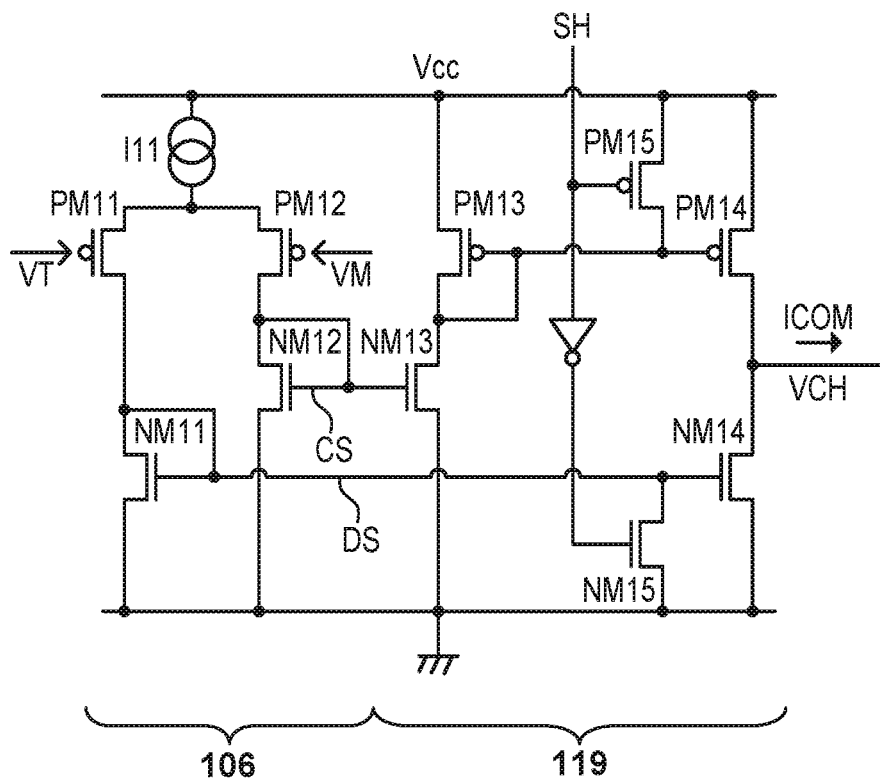 SH
Vcc
I11
PM15
PM11
PM12
PM13
PM14
VT
VM
ICOM
VCH
NM12
NM13
NM11
CS
NM14
DS
NM15
106
119